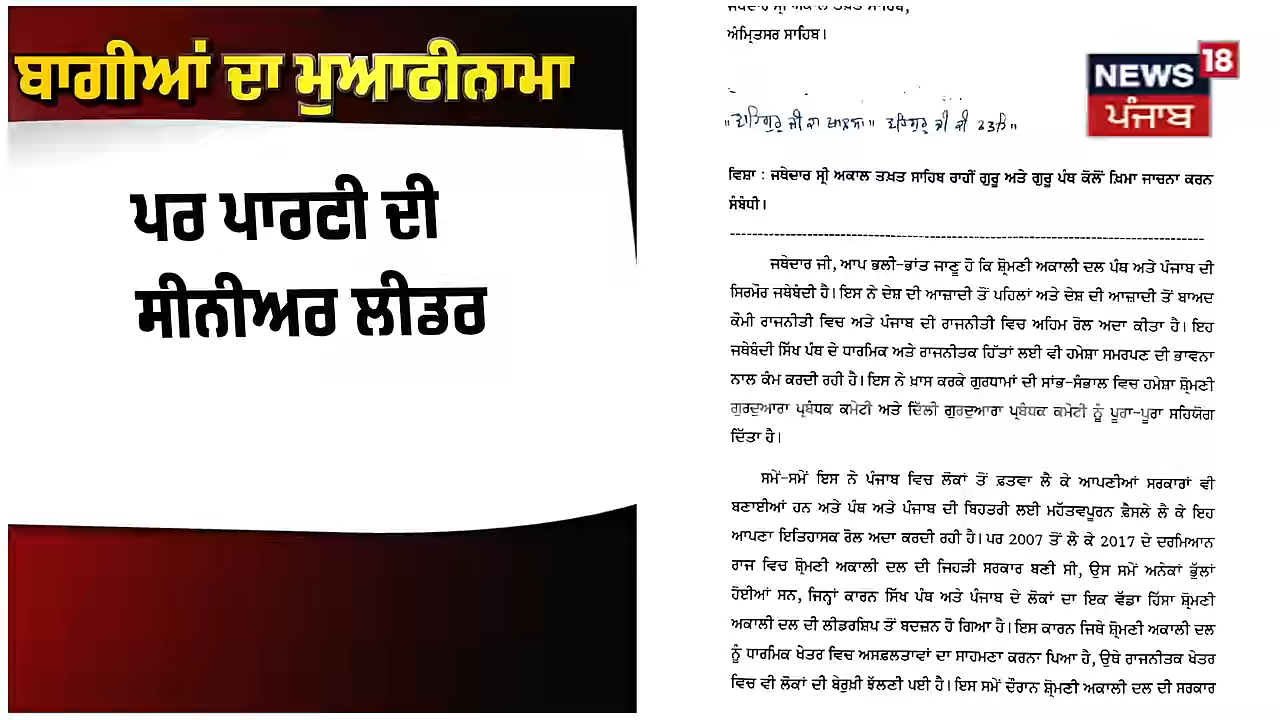 ਬਾਗੀਆਂ ਦਾ ਮੁਆਫੀਨਾਮਾ
ਪਰ ਪਾਰਟੀ ਦੀ
ਸੀਨੀਅਰ ਲੀਡਰ
ਜਥੇਦਾਰ ਸ੍ਰੀ ਅਕਾਲ ਤਖ਼ਤ ਸਾਹਿਬ,
ਅੰਮ੍ਰਿਤਸਰ ਸਾਹਿਬ।
NEWS 18
ਪੰਜਾਬ
ਵਿਸ਼ਾ : ਜਥੇਦਾਰ ਸ੍ਰੀ ਅਕਾਲ ਤਖ਼ਤ ਸਾਹਿਬ ਰਾਹੀਂ ਗੁਰੂ ਅਤੇ ਗੁਰੂ ਪੰਥ ਕੋਲੋਂ ਖ਼ਿਮਾ ਜਾਚਨਾ ਕਰਨ
ਸੰਬੰਧੀ।
ਜਥੇਦਾਰ ਜੀ, ਆਪ ਭਲੀ-ਭਾਂਤ ਜਾਣੂ ਹੋ ਕਿ ਸ਼੍ਰੋਮਣੀ ਅਕਾਲੀ ਦਲ ਪੰਥ ਅਤੇ ਪੰਜਾਬ ਦੀ
ਸਿਰਮੌਰ ਜਥੇਬੰਦੀ ਹੈ। ਇਸ ਨੇ ਦੇਸ਼ ਦੀ ਆਜ਼ਾਦੀ ਤੋਂ ਪਹਿਲਾਂ ਅਤੇ ਦੇਸ਼ ਦੀ ਆਜ਼ਾਦੀ ਤੋਂ ਬਾਅਦ
ਕੌਮੀ ਰਾਜਨੀਤੀ ਵਿਚ ਅਤੇ ਪੰਜਾਬ ਦੀ ਰਾਜਨੀਤੀ ਵਿਚ ਅਹਿਮ ਰੋਲ ਅਦਾ ਕੀਤਾ ਹੈ। ਇਹ
ਜਥੇਬੰਦੀ ਸਿੱਖ ਪੰਥ ਦੇ ਧਾਰਮਿਕ ਅਤੇ ਰਾਜਨੀਤਕ ਹਿੱਤਾਂ ਲਈ ਵੀ ਹਮੇਸ਼ਾ ਸਮਰਪਣ ਦੀ ਭਾਵਨਾ
ਨਾਲ ਕੰਮ ਕਰਦੀ ਰਹੀ ਹੈ। ਇਸ ਨੇ ਖ਼ਾਸ ਕਰਕੇ ਗੁਰਧਾਮਾਂ ਦੀ ਸਾਂਭ-ਸੰਭਾਲ ਵਿਚ ਹਮੇਸ਼ਾ ਸ਼੍ਰੋਮਣੀ
ਗੁਰਦੁਆਰਾ ਪ੍ਰਬੰਧਕ ਕਮੇਟੀ ਅਤੇ ਦਿੱਲੀ ਗੁਰਦੁਆਰਾ ਪ੍ਰਬੰਧਕ ਕਮੇਟੀ ਨੂੰ ਪੂਰਾ-ਪੂਰਾ ਸਹਿਯੋਗ
ਦਿੱਤਾ ਹੈ।
ਸਮੇਂ-ਸਮੇਂ ਇਸ ਨੇ ਪੰਜਾਬ ਵਿਚ ਲੋਕਾਂ ਤੋਂ ਫ਼ਤਵਾ ਲੈ ਕੇ ਆਪਣੀਆਂ ਸਰਕਾਰਾਂ ਵੀ
ਬਣਾਈਆਂ ਹਨ ਅਤੇ ਪੰਥ ਅਤੇ ਪੰਜਾਬ ਦੀ ਬਿਹਤਰੀ ਲਈ ਮਹੱਤਵਪੂਰਨ ਫ਼ੈਸਲੇ ਲੈ ਕੇ ਇਹ
ਆਪਣਾ ਇਤਿਹਾਸਕ ਰੋਲ ਅਦਾ ਕਰਦੀ ਰਹੀ ਹੈ। ਪਰ 2007 ਤੋਂ ਲੈ ਕੇ 2017 ਦੇ ਦਰਮਿਆਨ
ਰਾਜ ਵਿਚ ਸ਼੍ਰੋਮਣੀ ਅਕਾਲੀ ਦਲ ਦੀ ਜਿਹੜੀ ਸਰਕਾਰ ਬਣੀ ਸੀ, ਉਸ ਸਮੇਂ ਅਨੇਕਾਂ ਭੁੱਲਾਂ
ਹੋਈਆਂ ਸਨ, ਜਿਨ੍ਹਾਂ ਕਾਰਨ ਸਿੱਖ ਪੰਥ ਅਤੇ ਪੰਜਾਬ ਦੇ ਲੋਕਾਂ ਦਾ ਇਕ ਵੱਡਾ ਹਿੱਸਾ ਸ਼੍ਰੋਮਣੀ
ਅਕਾਲੀ ਦਲ ਦੀ ਲੀਡਰਸ਼ਿਪ ਤੋਂ ਬਦਜ਼ਨ ਹੋ ਗਿਆ ਹੈ। ਇਸ ਕਾਰਨ ਜਿਥੇ ਸ਼੍ਰੋਮਣੀ ਅਕਾਲੀ ਦਲ
ਨੂੰ ਧਾਰਮਿਕ ਖੇਤਰ ਵਿਚ ਅਸਫ਼ਲਤਾਵਾਂ ਦਾ ਸਾਹਮਣਾ ਕਰਨਾ ਪਿਆ ਹੈ, ਉਥੇ ਰਾਜਨੀਤਕ ਖੇਤਰ
ਵਿਚ ਵੀ ਲੋਕਾਂ ਦੀ ਬੇਰੁਖ਼ੀ ਝੱਲਣੀ ਪਈ ਹੈ। ਇਸ ਸਮੇਂ ਦੌਰਾਨ ਸ਼੍ਰੋਮਣੀ ਅਕਾਲੀ ਦਲ ਦੀ ਸਰਕਾਰ